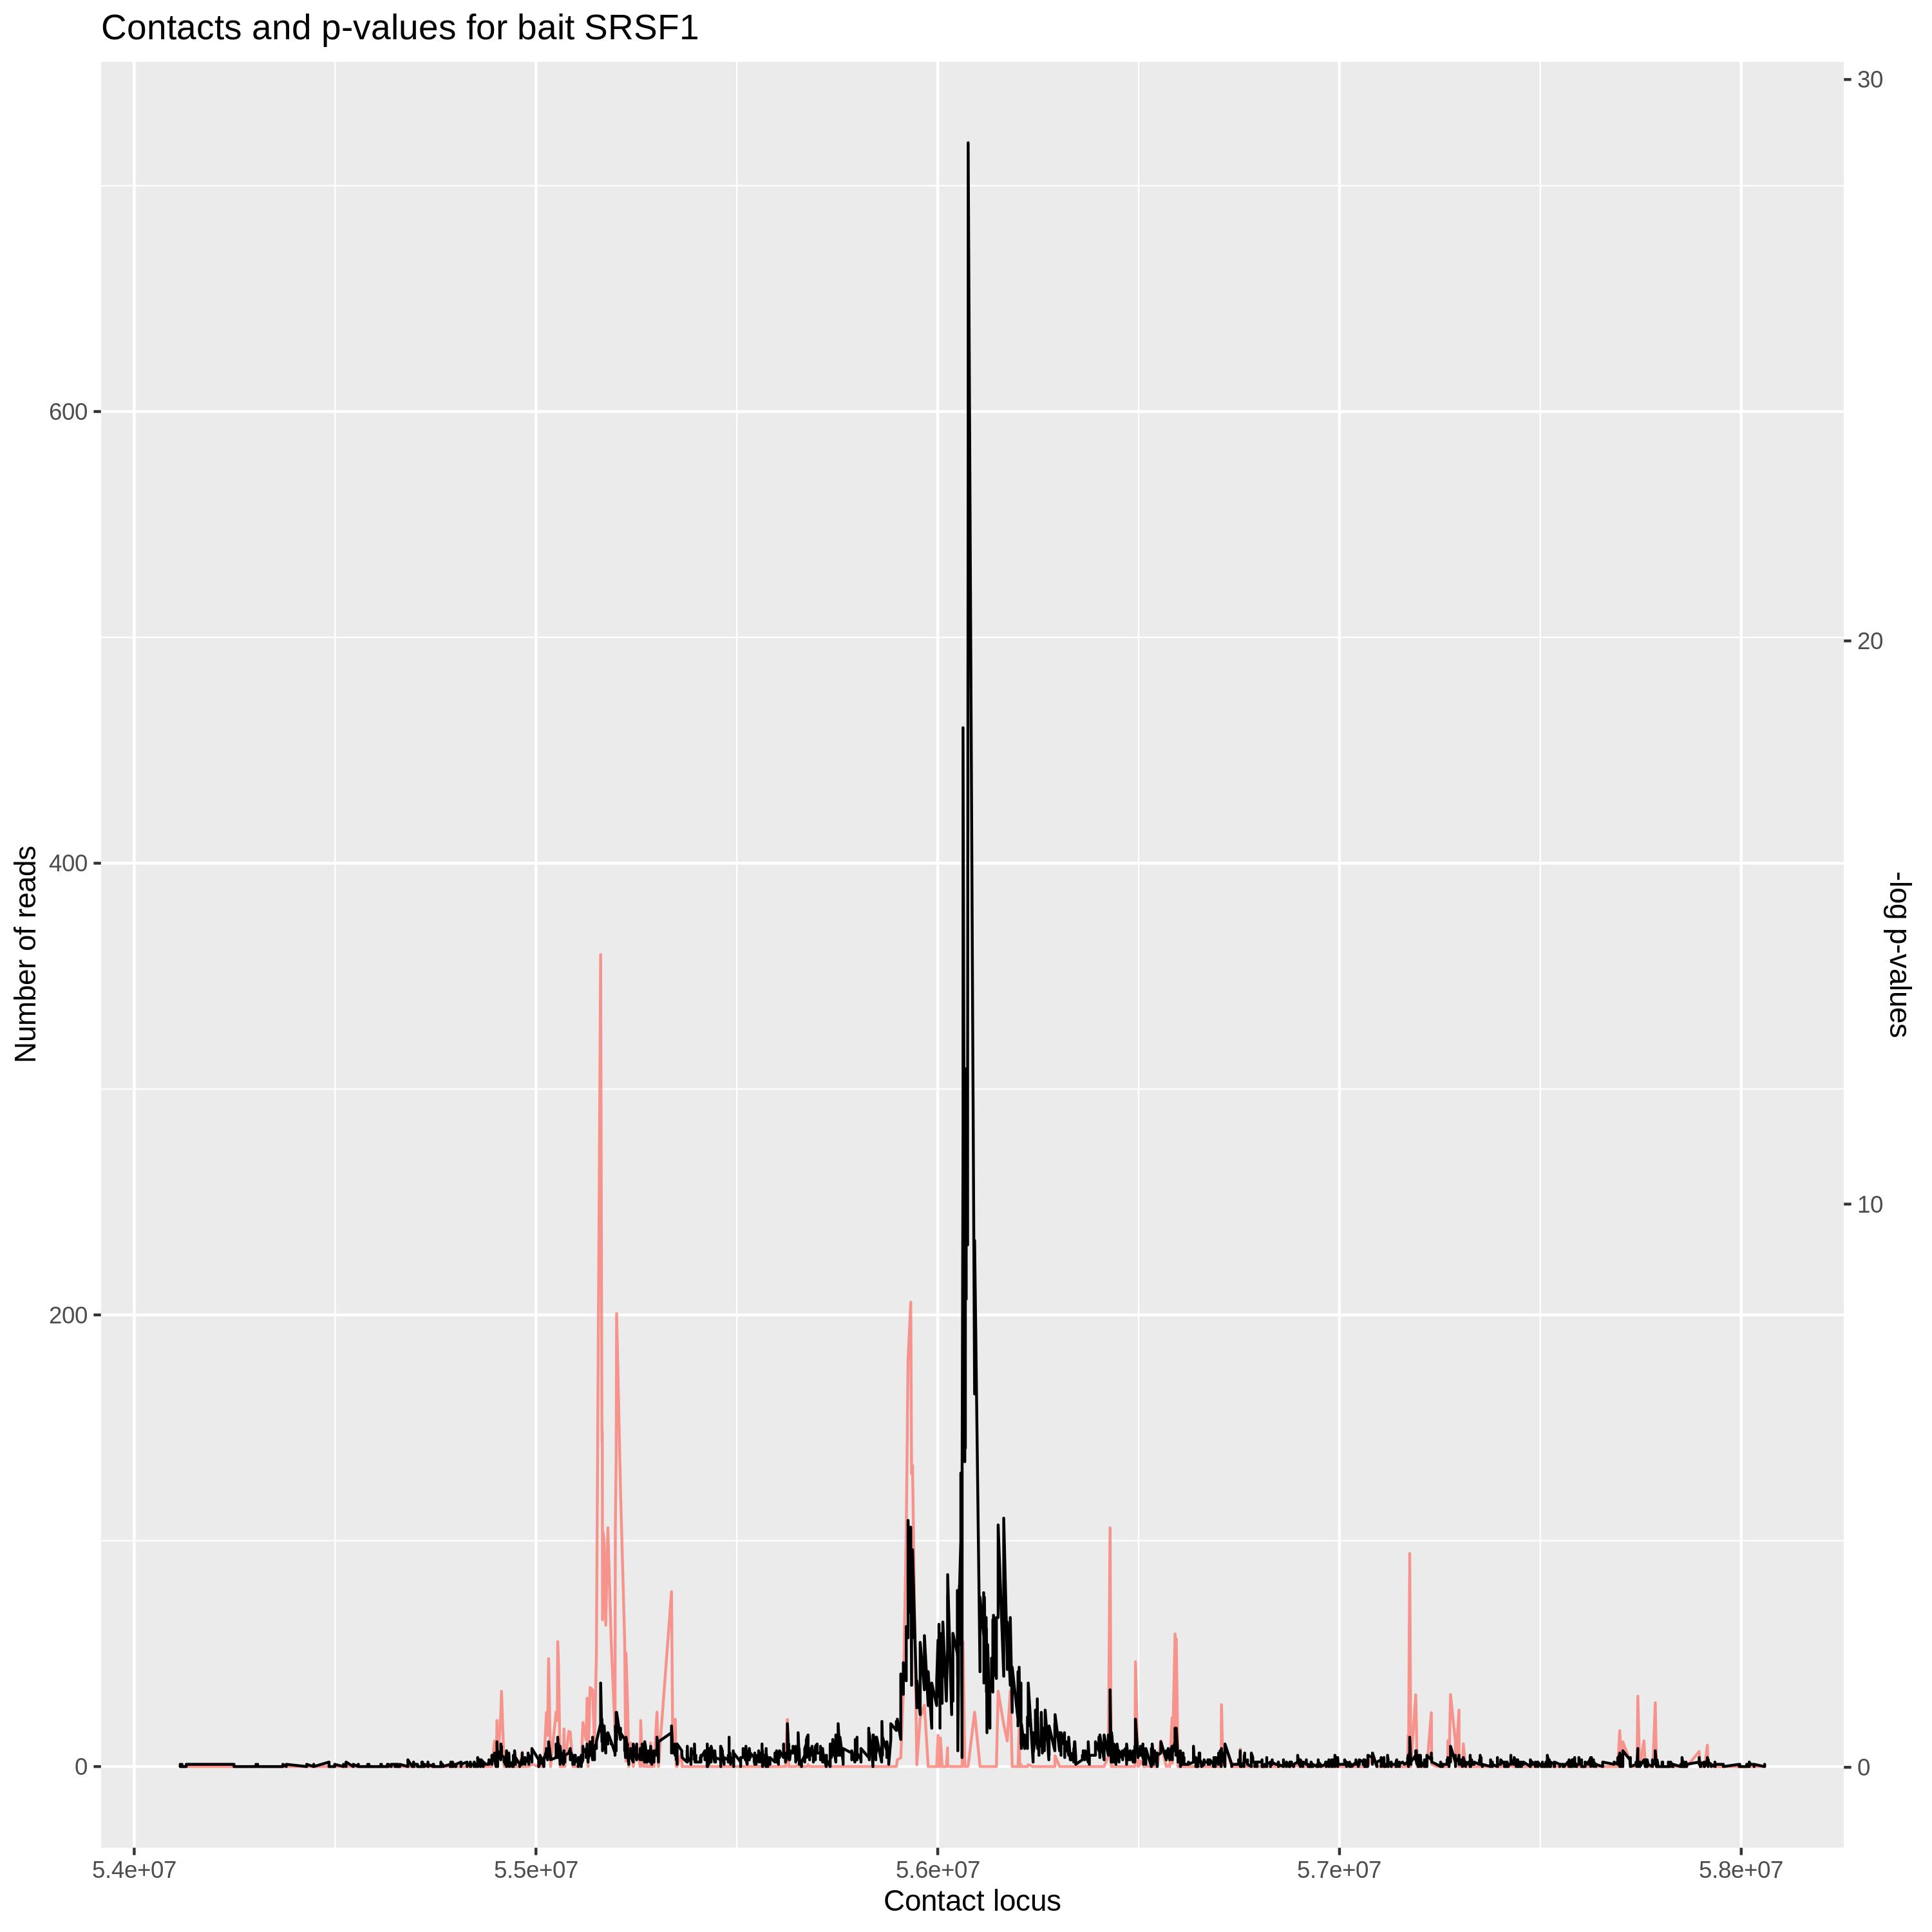 Contacts and p-values for bait SRSF1
30
600
20
Number of reads
400
-log p-values
10
200
0
0
5.4e+07
5.5e+07
5.6e+07
5.7e+07
5.8e+07
Contact locus